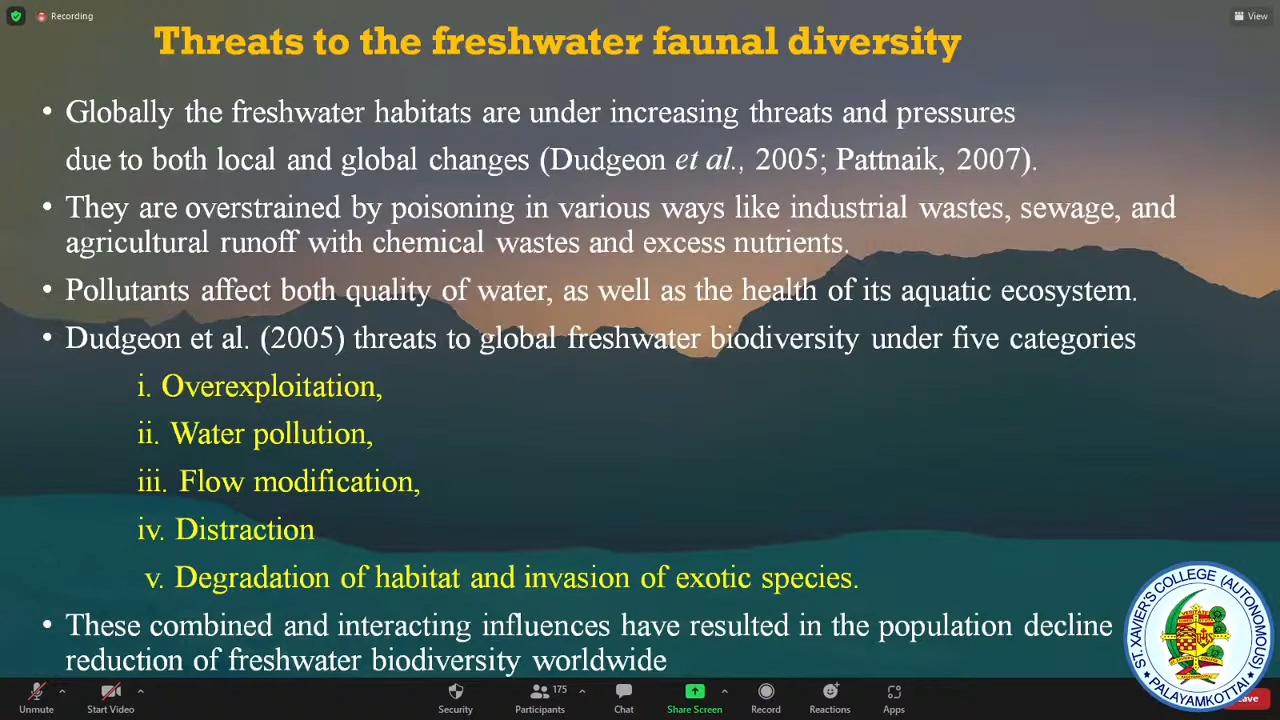 Recording
View
Threats to the freshwater faunal diversity
• Globally the freshwater habitats are under increasing threats and pressures
due to both local and global changes (Dudgeon et al., 2005; Pattnaik, 2007).
• They are overstrained by poisoning in various ways like industrial wastes, sewage, and
agricultural runoff with chemical wastes and excess nutrients.
• Pollutants affect both quality of water, as well as the health of its aquatic ecosystem.
• Dudgeon et al. (2005) threats to global freshwater biodiversity under five categories
i. Overexploitation,
ii. Water pollution,
iii. Flow modification,
iv. Distraction
v. Degradation of habitat and invasion of exotic species.
• These combined and interacting influences have resulted in the population decline
reduction of freshwater biodiversity worldwide
ST. XAVIER'S COLLEGE (AUTONOMOUS)
PALAYAMKOTTAI
Unmute
Start Video
Security
Participants 175
Chat
Share Screen
Record
Reactions
Apps